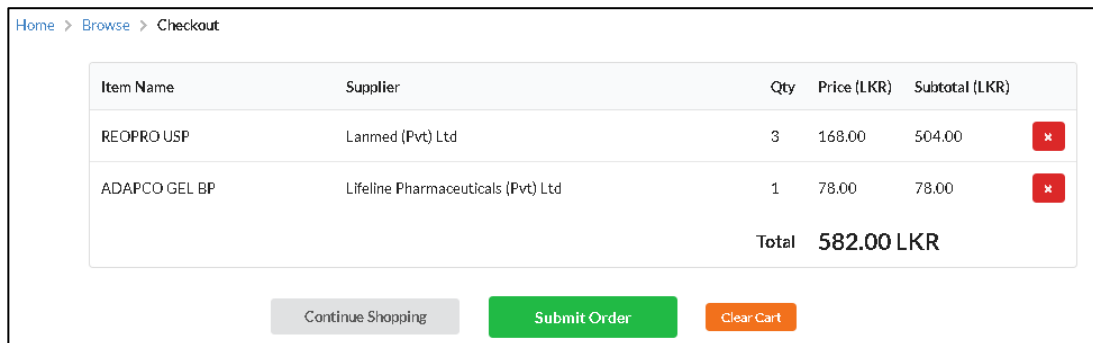 Home > Browse > Checkout
Item Name Supplier Qty Price (LKR) Subtotal (LKR)
REOPRO USP Lanmed (Pvt) Ltd 3 168.00 504.00 ×
ADAPCO GEL BP Lifeline Pharmaceuticals (Pvt) Ltd 1 78.00 78.00 ×
Total 582.00 LKR
Continue Shopping Submit Order Clear Cart